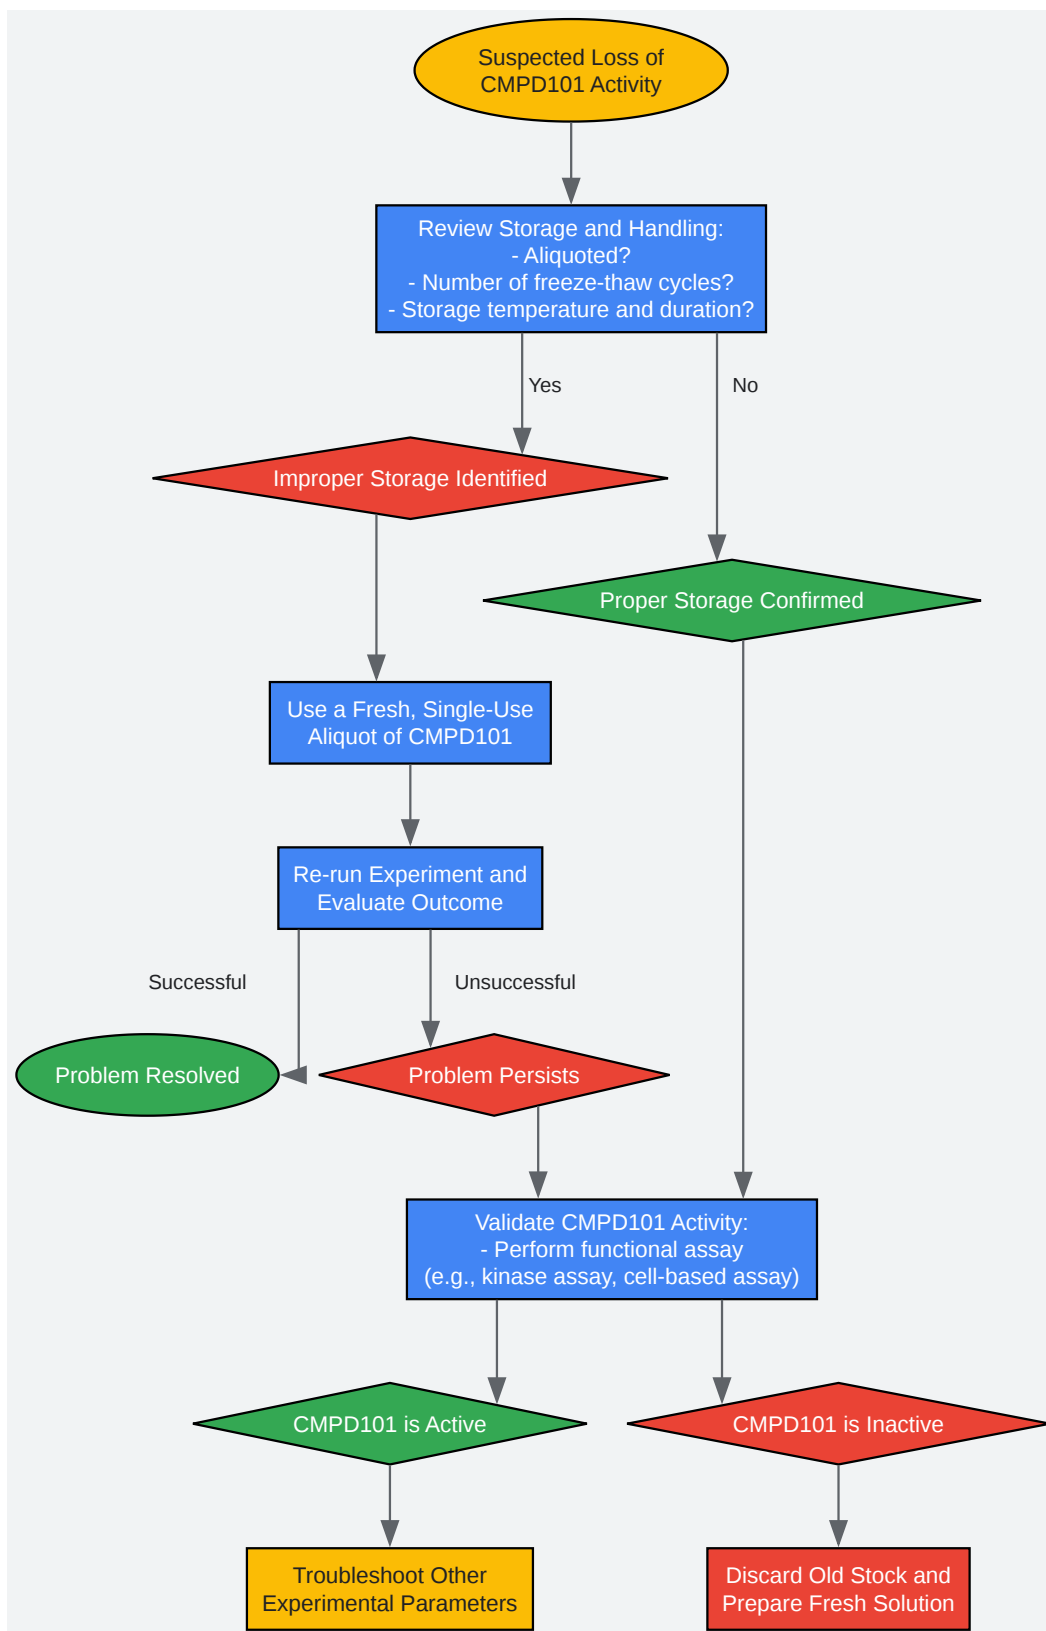 Suspected Loss of
CMPD101 Activity
Review Storage and Handling:
- Aliquoted?
- Number of freeze-thaw cycles?
- Storage temperature and duration?
Yes
No
Improper Storage Identified
Proper Storage Confirmed
Use a Fresh, Single-Use
Aliquot of CMPD101
Re-run Experiment and
Evaluate Outcome
Successful
Unsuccessful
Problem Resolved
Problem Persists
Validate CMPD101 Activity:
- Perform functional assay
(e.g., kinase assay, cell-based assay)
CMPD101 is Active
CMPD101 is Inactive
Troubleshoot Other
Experimental Parameters
Discard Old Stock and
Prepare Fresh Solution